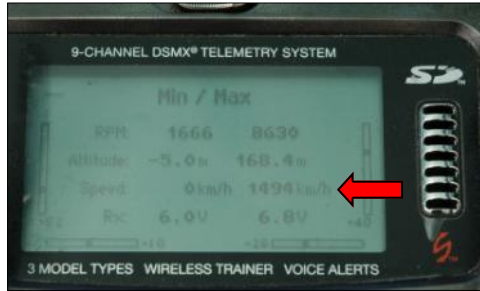 9-CHANNEL DSMX® TELEMETRY SYSTEM
SD
Min / Max
RPM: 1666 8630
Altitude: -5.0m 168.4m
Speed: 0km/h 1494km/h
Rx: 6.0V 6.8V
3 MODEL TYPES WIRELESS TRAINER VOICE ALERTS